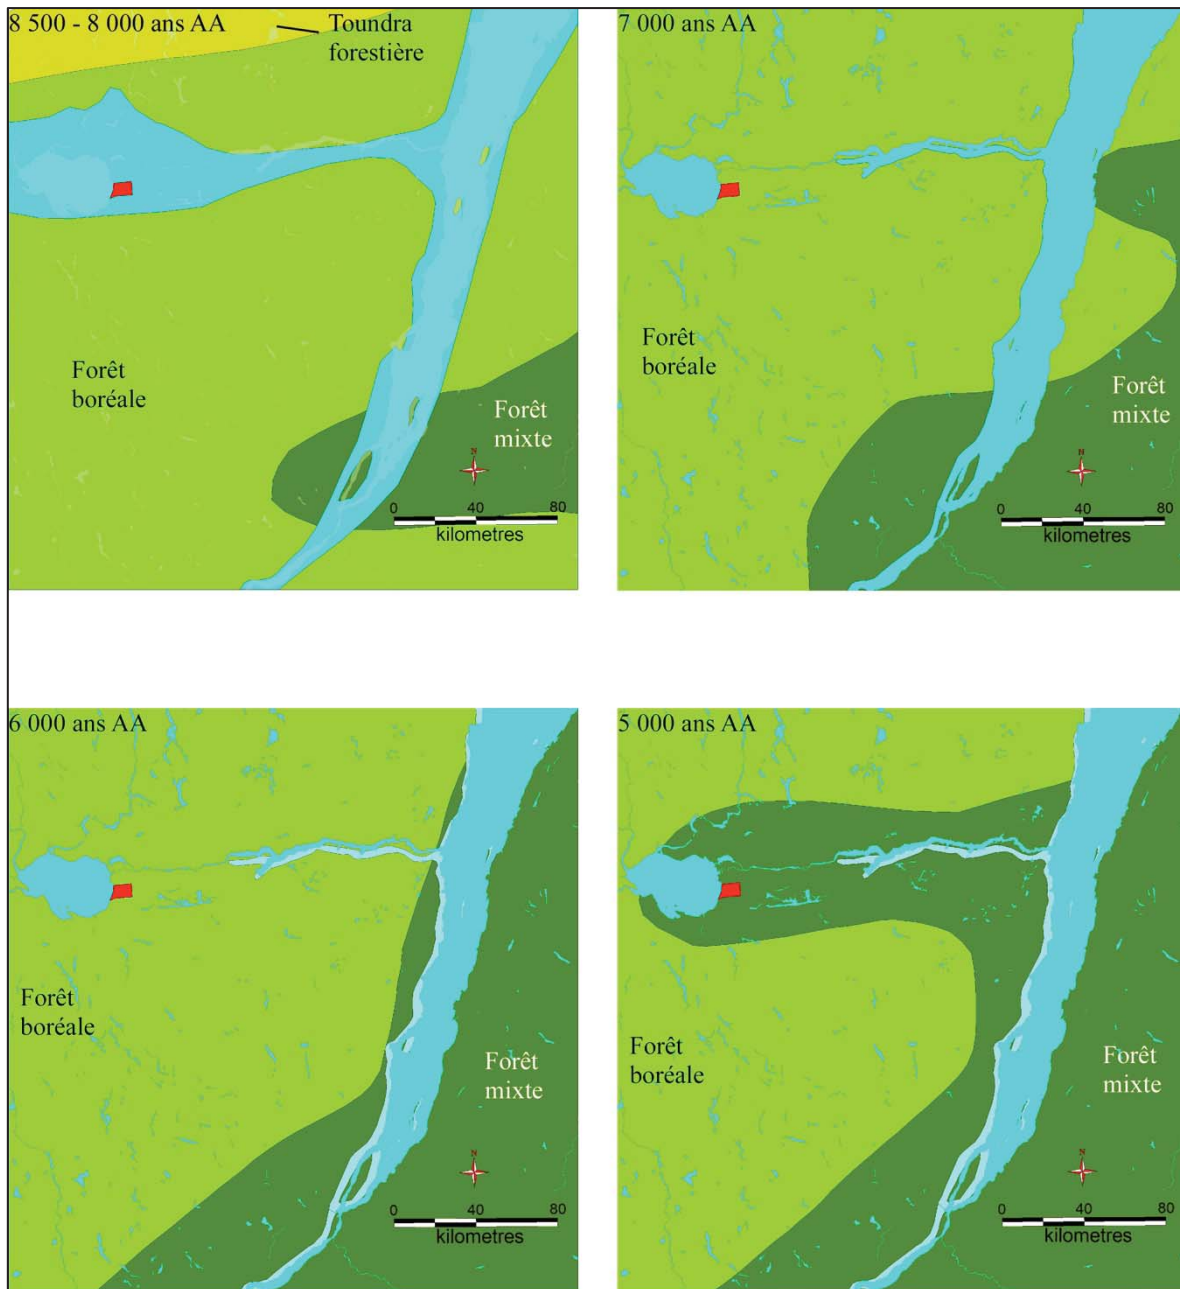 8 500 - 8 000 ans AA
Toundra
forestière
Forêt
boréale
Forêt
mixte
N
0 40 80
kilometres
7 000 ans AA
Forêt
boréale
Forêt
mixte
N
0 40 80
kilometres
6 000 ans AA
Forêt
boréale
Forêt
mixte
N
0 40 80
kilometres
5 000 ans AA
Forêt
boréale
Forêt
mixte
N
0 40 80
kilometres